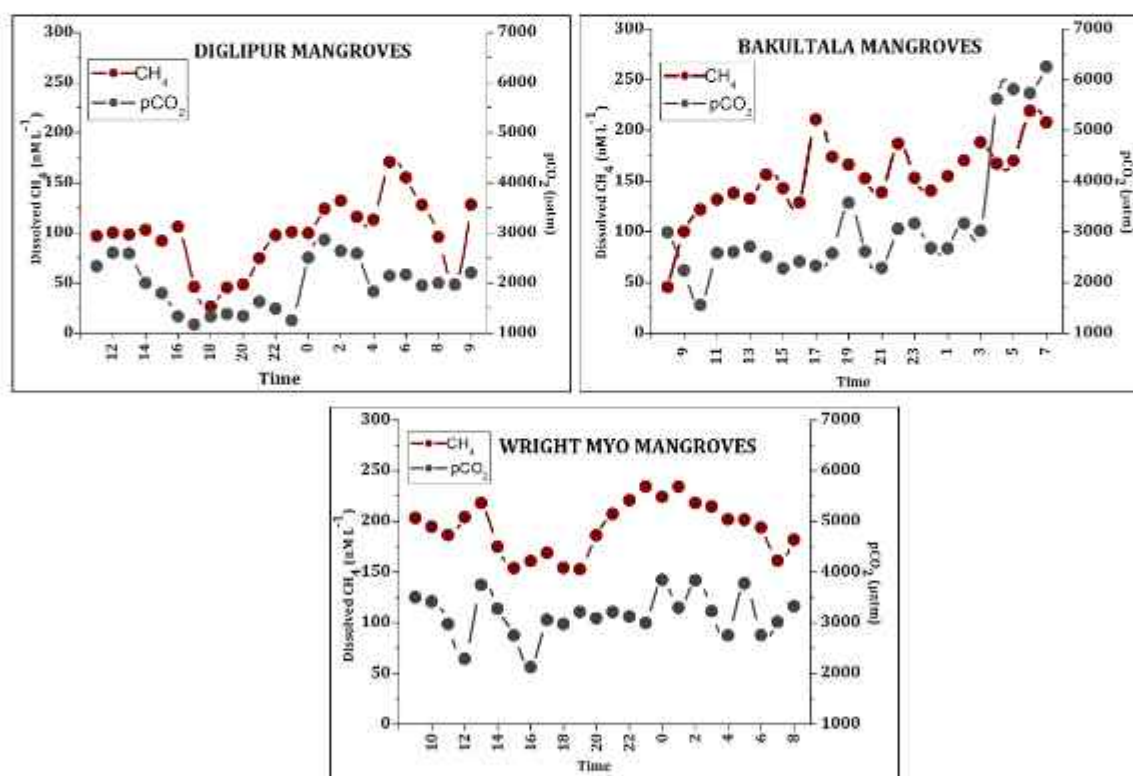 DIGLIPUR MANGROVES
CH4
pCO2
Dissolved CH4 [nM L-1]
300
250
200
150
100
50
0
7000
6000
5000
4000
3000
2000
1000
pCO2 (µatm)
12 14 16 18 20 22 0 2 4 6 8 9
Time
BAKULTALA MANGROVES
CH4
pCO2
Dissolved CH4 (nM L-1)
300
250
200
150
100
50
0
7000
6000
5000
4000
3000
2000
1000
pCO2 (µatm)
9 11 13 15 17 19 21 23 1 3 5 7
Time
WRIGHT MYO MANGROVES
CH4
pCO2
Dissolved CH4 (nM L-1)
300
250
200
150
100
50
0
7000
6000
5000
4000
3000
2000
1000
pCO2 (µatm)
10 12 14 16 18 20 22 0 2 4 6 8
Time